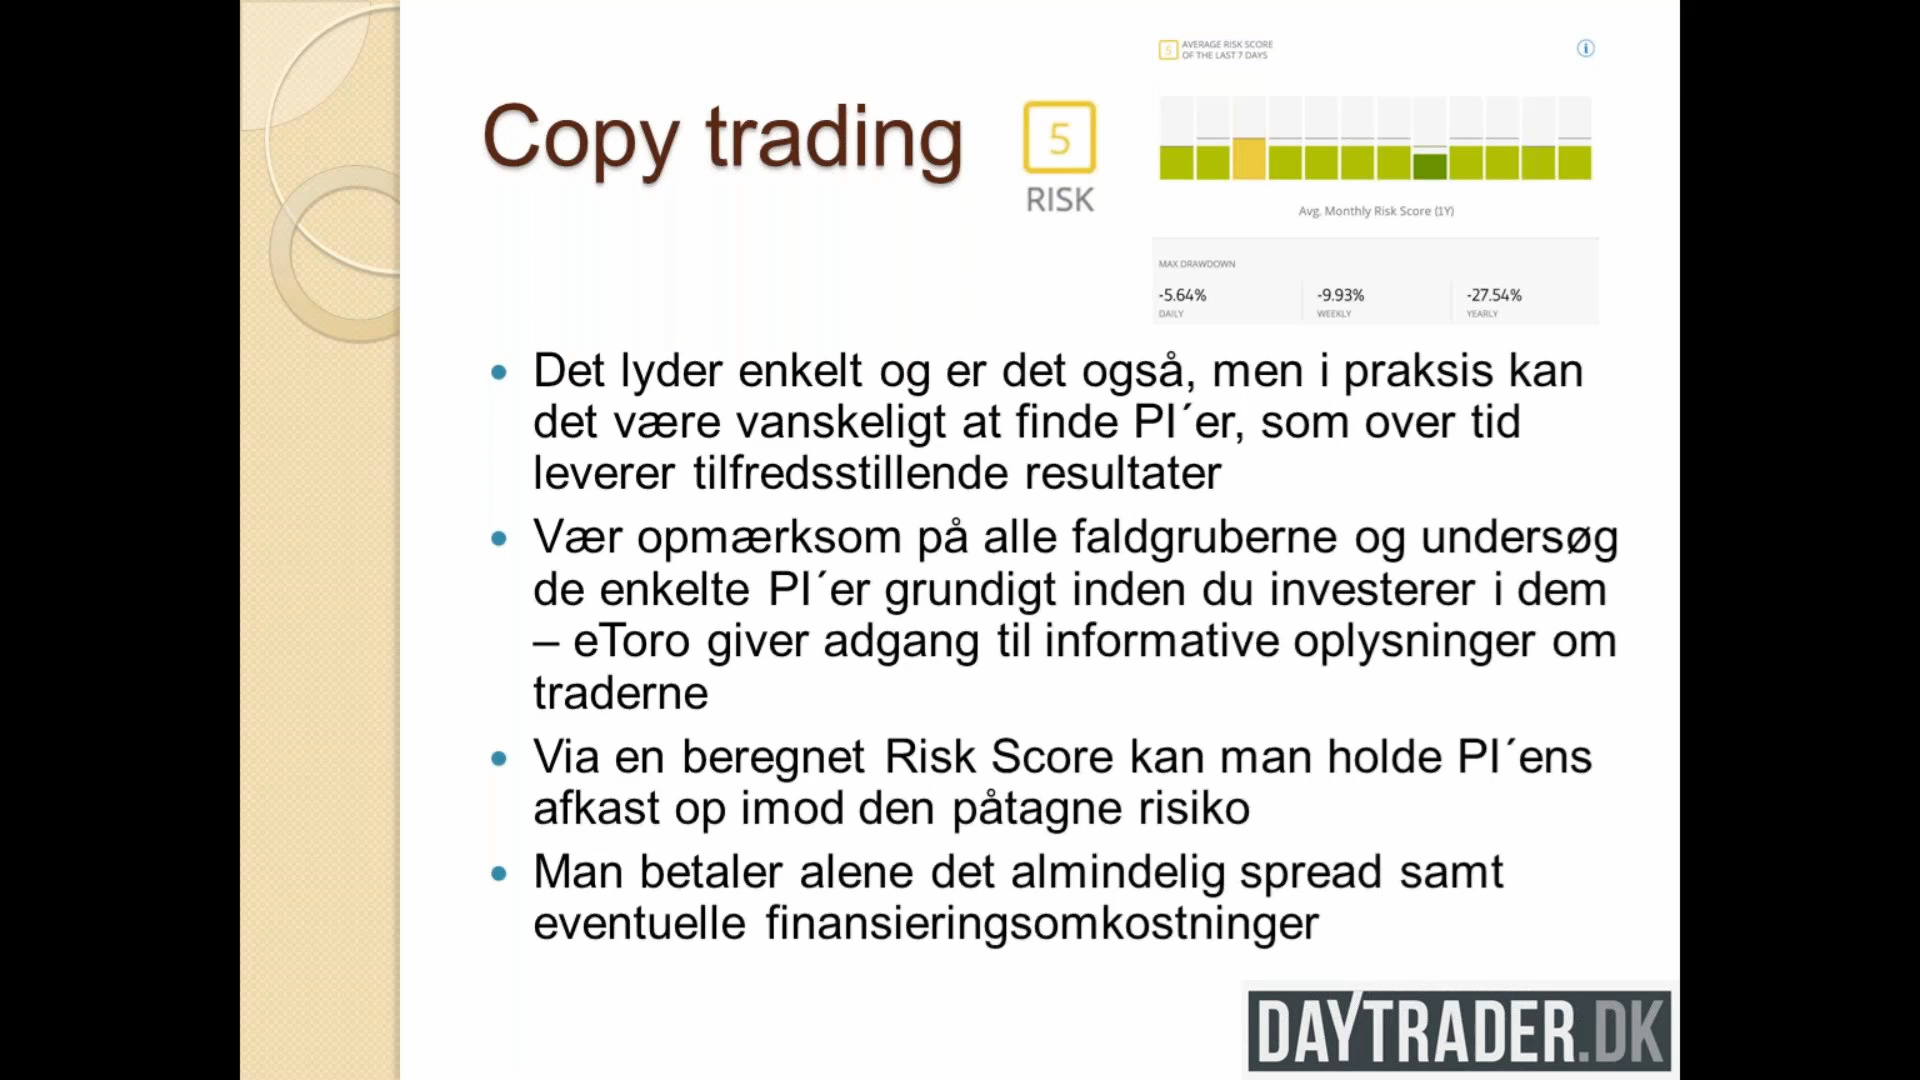 5 AVERAGE RISK SCORE
OF THE LAST 7 DAYS
i
Copy trading
5
RISK
Avg. Monthly Risk Score (1Y)
MAX DRAWDOWN
-5.64% -9.93% -27.54%
DAILY WEEKLY YEARLY
• Det lyder enkelt og er det også, men i praksis kan
det være vanskeligt at finde PI´er, som over tid
leverer tilfredsstillende resultater
• Vær opmærksom på alle faldgruberne og undersøg
de enkelte PI´er grundigt inden du investerer i dem
– eToro giver adgang til informative oplysninger om
traderne
• Via en beregnet Risk Score kan man holde PI´ens
afkast op imod den påtagne risiko
• Man betaler alene det almindelig spread samt
eventuelle finansieringsomkostninger
DAYTRADER.DK